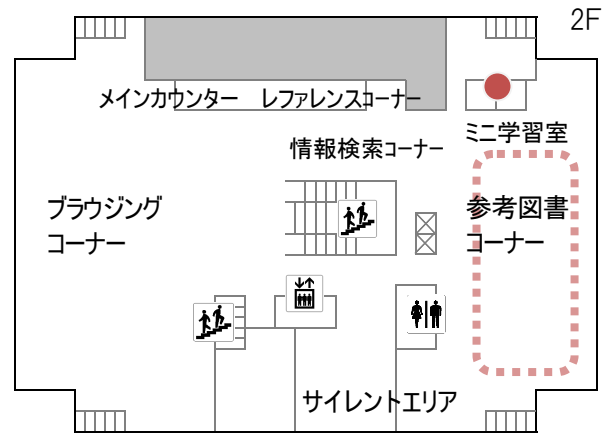 2F
メインカウンター レファレンスコーナー
ミニ学習室
情報検索コーナー
ブラウジング
コーナー
参考図書
コーナー
サイレントエリア